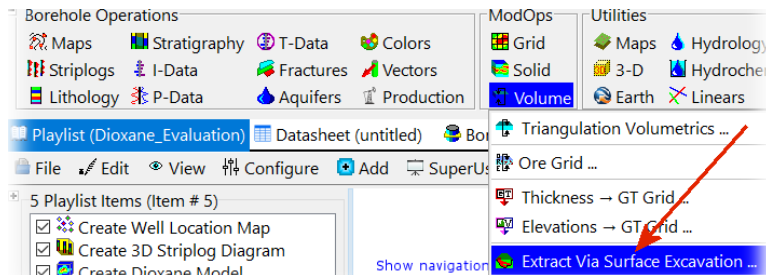 Borehole Operations ModOps Utilities
Maps Stratigraphy T-Data Colors Grid Maps Hydrology
Striplogs I-Data Fractures Vectors Solid 3-D Hydrocher
Lithology P-Data Aquifers Production Volume Earth Linears
Playlist (Dioxane_Evaluation) Datasheet (untitled) Bor
Triangulation Volumetrics ...
File Edit View Configure Add SuperUs
Ore Grid ...
5 Playlist Items (Item # 5)
Thickness → GT Grid ...
Create Well Location Map
Elevations → GT Grid ...
Create 3D Striplog Diagram
Create Dioxane Model
Show navigation
Extract Via Surface Excavation ...